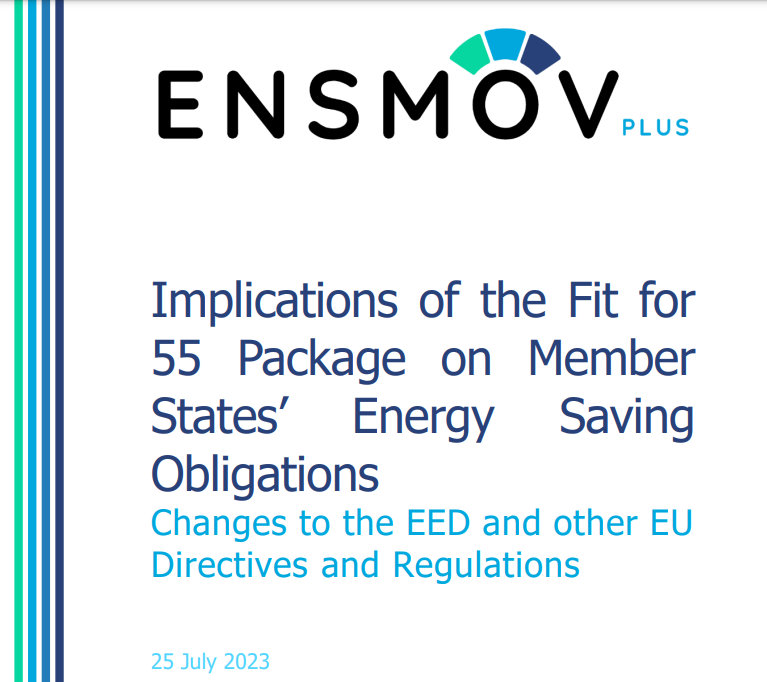 ENSMOV
PLUS
Implications of the Fit for
55 Package on Member
States’ Energy Saving
Obligations
Changes to the EED and other EU
Directives and Regulations
25 July 2023